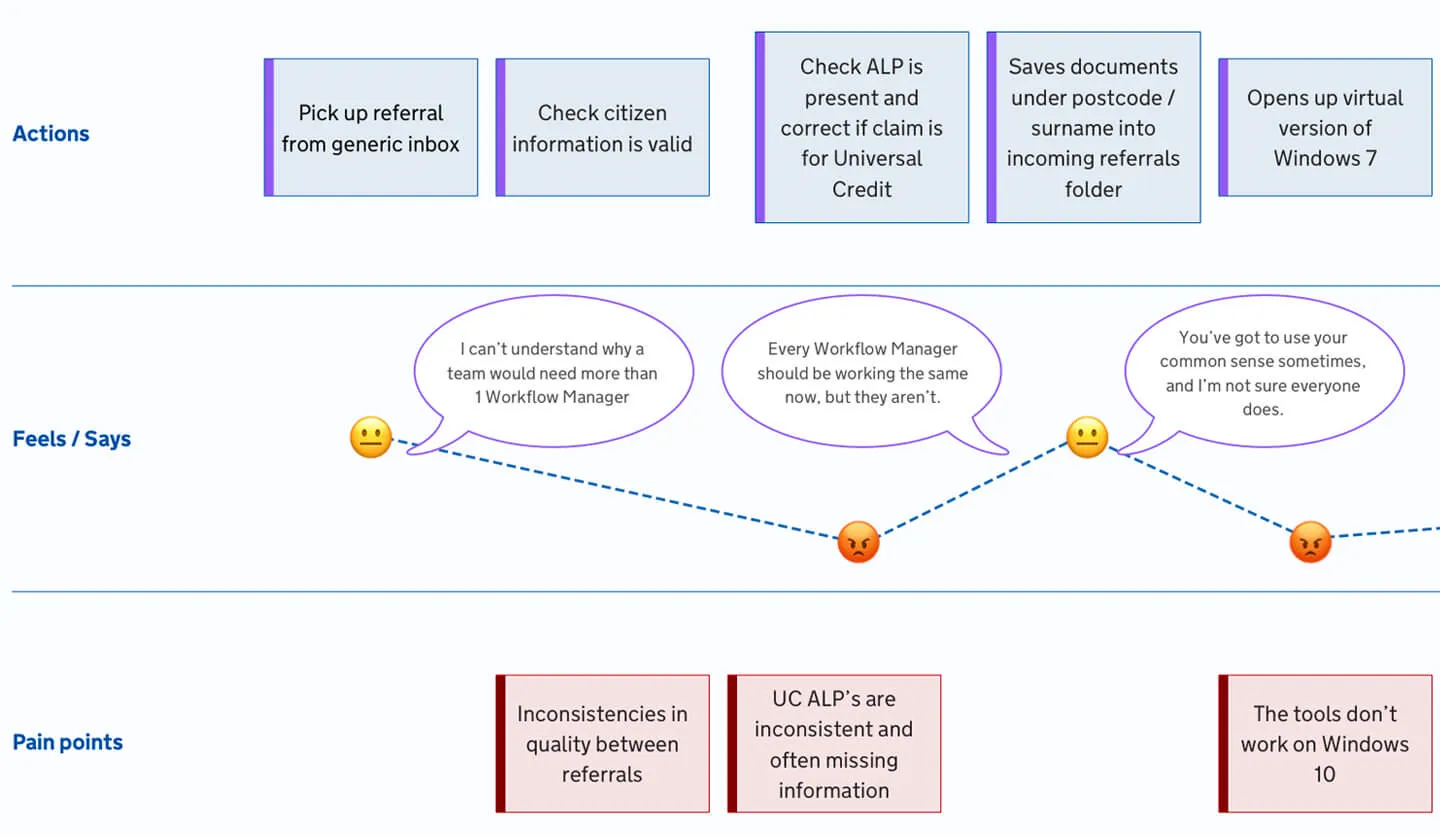 Actions
Pick up referral
from generic inbox
Check citizen
information is valid
Check ALP is
present and
correct if claim is
for Universal
Credit
Saves documents
under postcode /
surname into
incoming referrals
folder
Opens up virtual
version of
Windows 7
Feels / Says
I can’t understand why a
team would need more than
1 Workflow Manager
Every Workflow Manager
should be working the same
now, but they aren’t.
You’ve got to use your
common sense sometimes,
and I’m not sure everyone
does.
Pain points
Inconsistencies in
quality between
referrals
UC ALP’s are
inconsistent and
often missing
information
The tools don’t
work on Windows
10